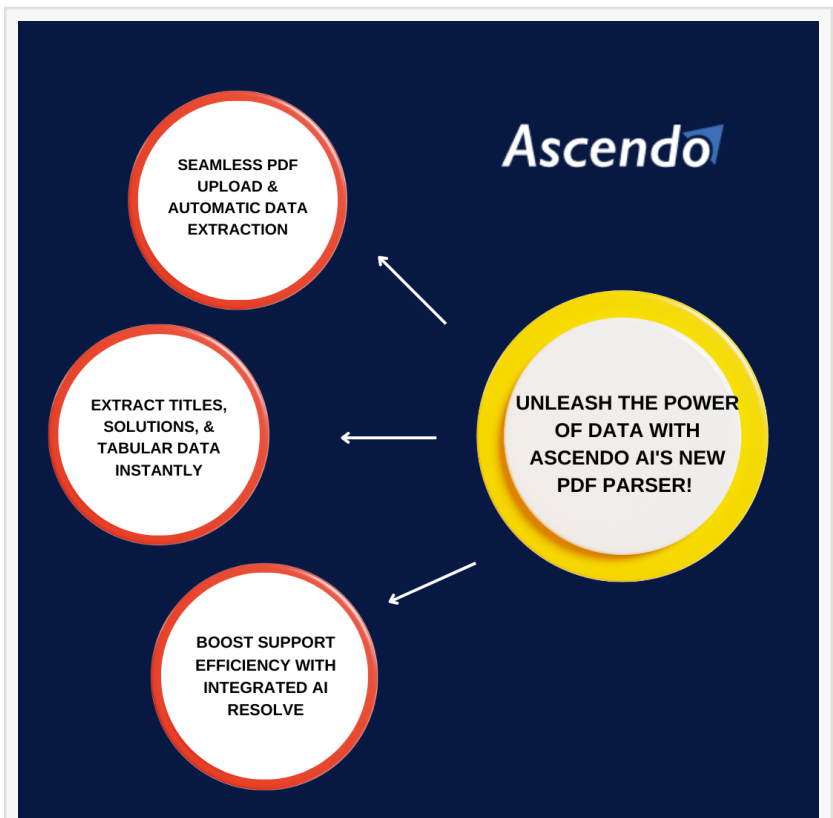 Ascendo
SEAMLESS PDF
UPLOAD &
AUTOMATIC DATA
EXTRACTION
EXTRACT TITLES,
SOLUTIONS, &
TABULAR DATA
INSTANTLY
BOOST SUPPORT
EFFICIENCY WITH
INTEGRATED AI
RESOLVE
UNLEASH THE POWER
OF DATA WITH
ASCENDO AI'S NEW
PDF PARSER!